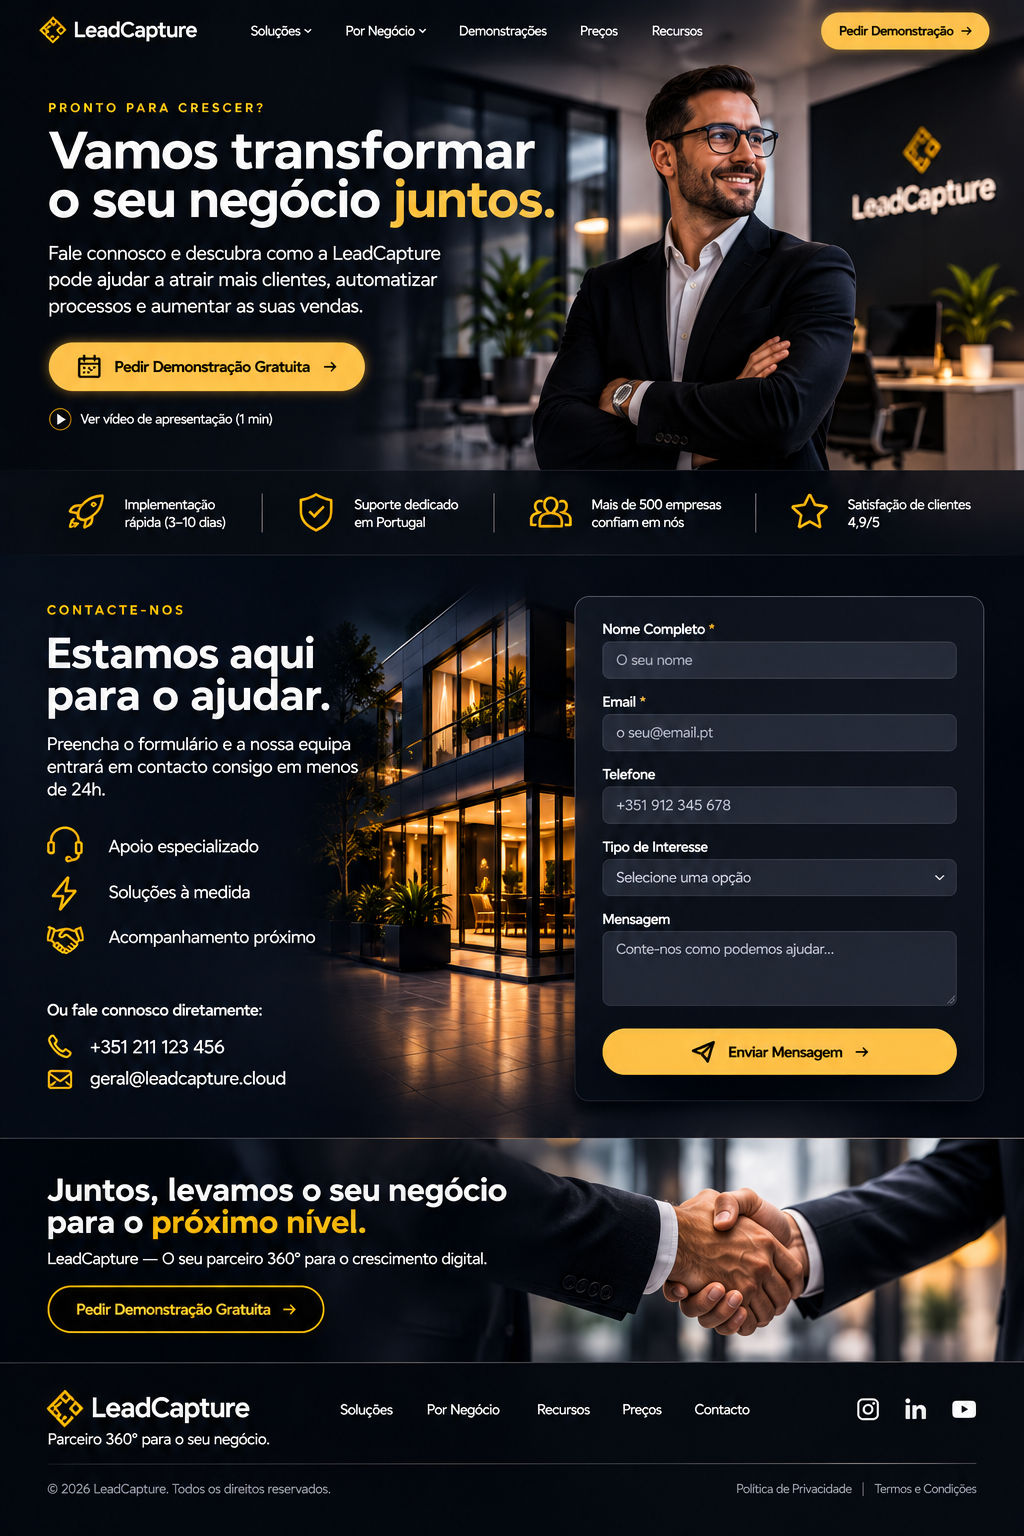 LeadCapture
Soluções
Por Negócio
Demonstrações
Preços
Recursos
Pedir Demonstração
PRONTO PARA CRESCER?
Vamos transformar
o seu negócio juntos.
Fale connosco e descubra como a LeadCapture
pode ajudar a atrair mais clientes, automatizar
processos e aumentar as suas vendas.
Pedir Demonstração Gratuita
Ver vídeo de apresentação (1 min)
LeadCapture
Implementação
rápida (3–10 dias)
Suporte dedicado
em Portugal
Mais de 500 empresas
confiam em nós
Satisfação de clientes
4,9/5
CONTACTE-NOS
Estamos aqui
para o ajudar.
Preencha o formulário e a nossa equipa
entrará em contacto consigo em menos
de 24h.
Apoio especializado
Soluções à medida
Acompanhamento próximo
Ou fale connosco diretamente:
+351 211 123 456
geral@leadcapture.cloud
Nome Completo *
O seu nome
Email *
o seu@email.pt
Telefone
+351 912 345 678
Tipo de Interesse
Selecione uma opção
Mensagem
Conte-nos como podemos ajudar...
Enviar Mensagem
Juntos, levamos o seu negócio
para o próximo nível.
LeadCapture — O seu parceiro 360° para o crescimento digital.
Pedir Demonstração Gratuita
LeadCapture
Parceiro 360° para o seu negócio.
Soluções
Por Negócio
Recursos
Preços
Contacto
in
© 2026 LeadCapture. Todos os direitos reservados.
Política de Privacidade
Termos e Condições